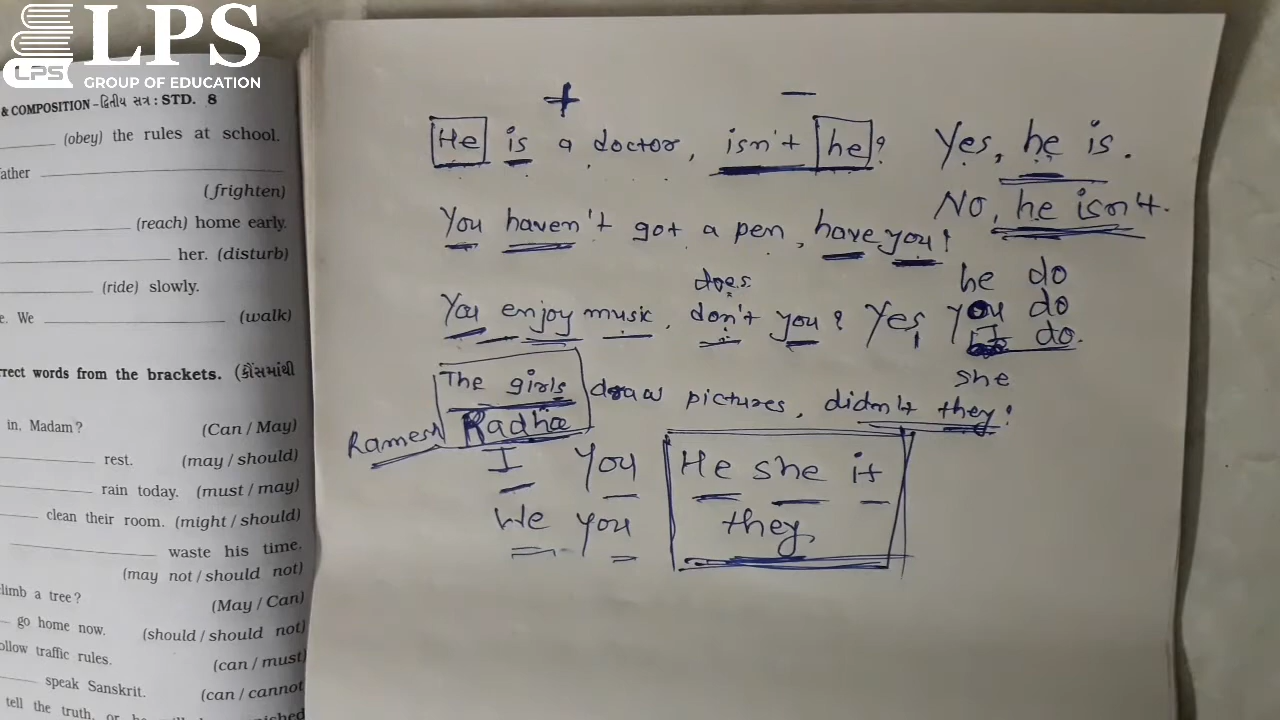 LPS
LPS
GROUP OF EDUCATION
& COMPOSITION – દ્વિતીય સત્ર : STD. 8
(obey) the rules at school.
ather
(frighten)
(reach) home early.
her. (disturb)
(ride) slowly.
e. We (walk)
rrect words from the brackets. (કૌંસમાંથી
in, Madam? (Can / May)
rest. (may / should)
rain today. (must / may)
clean their room. (might / should)
waste his time.
(may not / should not)
limb a tree? (May / Can)
go home now. (should / should not)
ollow traffic rules. (can / must)
speak Sanskrit. (can / cannot
tell the truth, or he will
+ –
He is a doctor, isn't he? Yes, he is.
No, he isn't.
You haven't got a pen, have you?
does he do
You enjoy music, don't you? Yes, you do
I do.
she
The girls draw pictures, didn't they?
Ramesh Radha
I You He she it
We you they